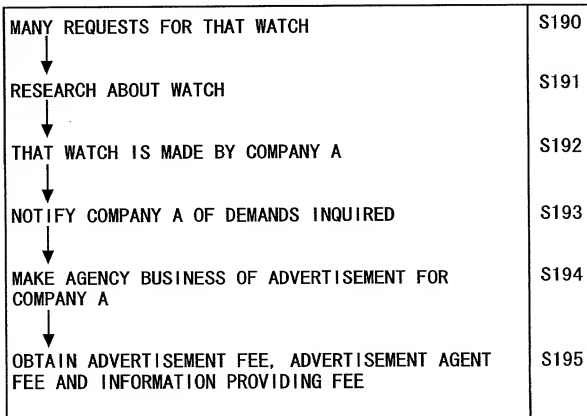 MANY REQUESTS FOR THAT WATCH S190
RESEARCH ABOUT WATCH S191
THAT WATCH IS MADE BY COMPANY A S192
NOTIFY COMPANY A OF DEMANDS INQUIRED S193
MAKE AGENCY BUSINESS OF ADVERTISEMENT FOR S194
COMPANY A
OBTAIN ADVERTISEMENT FEE, ADVERTISEMENT AGENT S195
FEE AND INFORMATION PROVIDING FEE